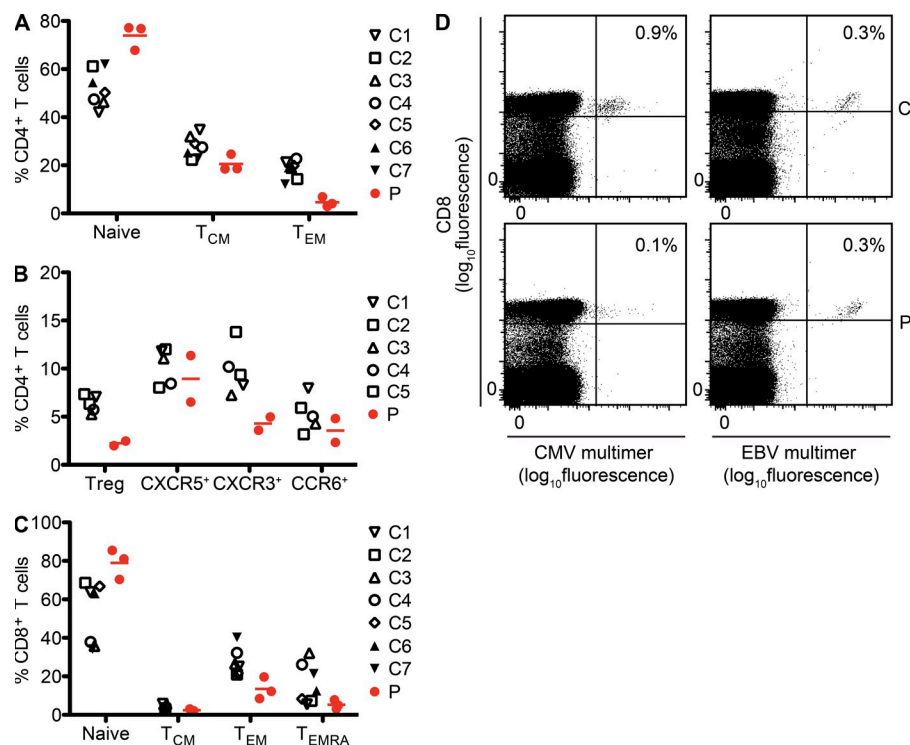 A
% CD4+ T cells
80
60
40
20
0
Naive TCM TEM
C1
C2
C3
C4
C5
C6
C7
P
B
% CD4+ T cells
20
15
10
5
0
Treg CXCR5+ CXCR3+ CCR6+
C1
C2
C3
C4
C5
P
C
% CD8+ T cells
100
80
60
40
20
0
Naive TCM TEM TEMRA
C1
C2
C3
C4
C5
C6
C7
P
D
CD8
(log10fluorescence)
0.9% 0.3%
C
0 0
0 0
0.1% 0.3%
P
0 0
0 0
CMV multimer EBV multimer
(log10fluorescence) (log10fluorescence)